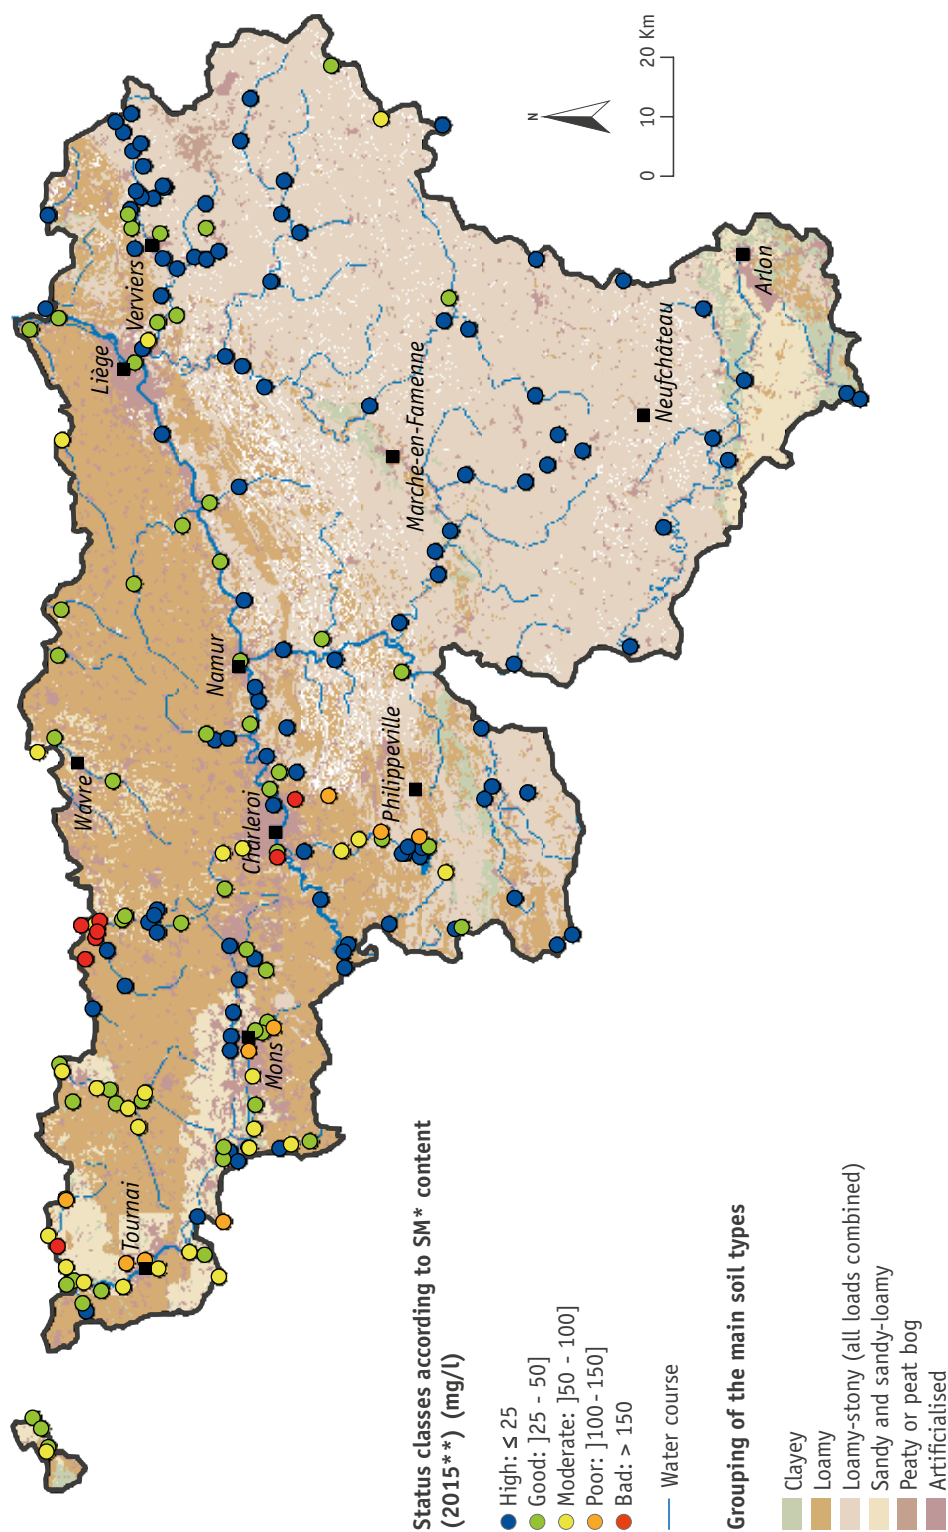 Liège
Verviers
Wavre
Namur
Tournai
Charleroi
Mons
Marche-en-Famenne
Philippeville
Neufchâteau
Arlon
N
0 10 20 Km
Status classes according to SM* content
(2015**) (mg/l)
High: ≤ 25
Good: ]25 - 50]
Moderate: ]50 - 100]
Poor: ]100 - 150]
Bad: > 150
Water course
Grouping of the main soil types
Clayey
Loamy
Loamy-stony (all loads combined)
Sandy and sandy-loamy
Peaty or peat bog
Artificialised